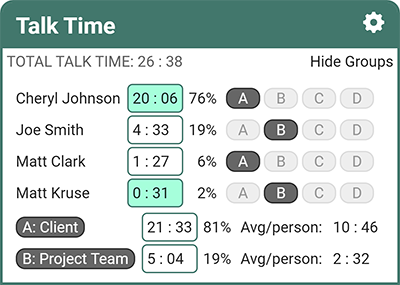 Talk Time
TOTAL TALK TIME: 26 : 38 Hide Groups
Cheryl Johnson 20 : 06 76% A B C D
Joe Smith 4 : 33 19% A B C D
Matt Clark 1 : 27 6% A B C D
Matt Kruse 0 : 31 2% A B C D
A: Client 21 : 33 81% Avg/person: 10 : 46
B: Project Team 5 : 04 19% Avg/person: 2 : 32